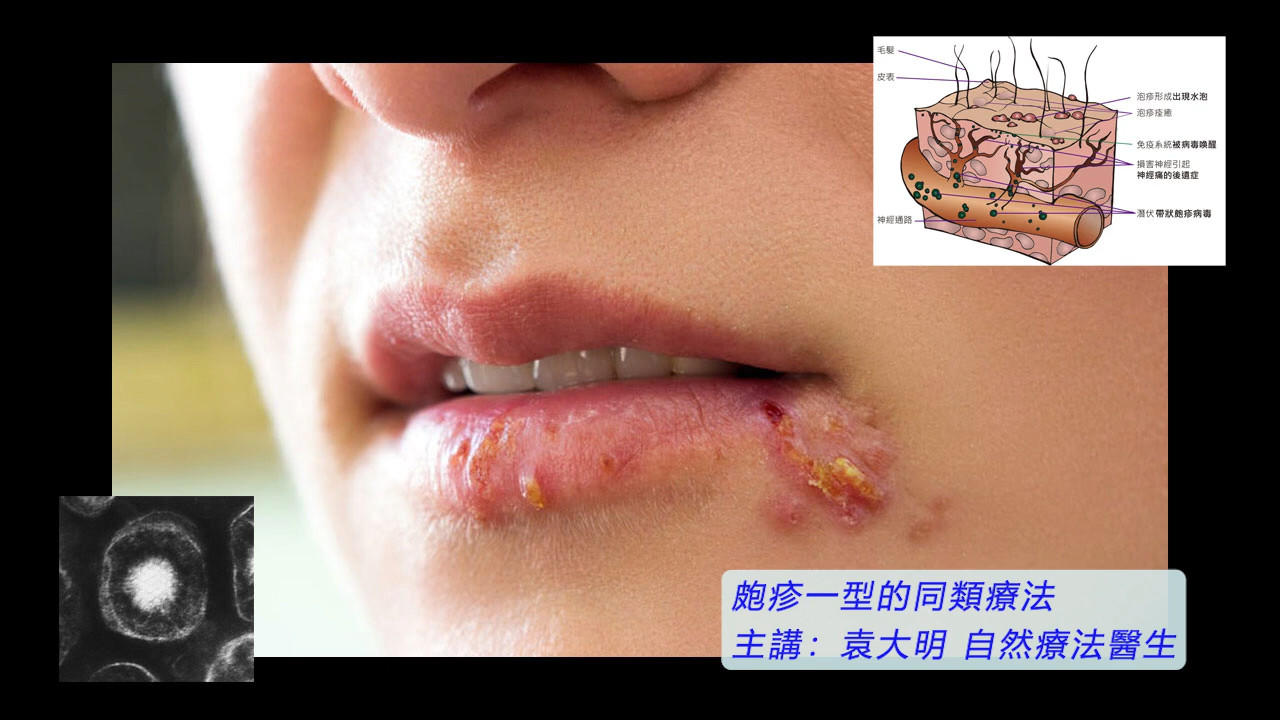 毛髮
皮表
泡疹形成出現水泡
泡疹痊癒
免疫系統被病毒喚醒
損害神經引起
神經痛的後遺症
神經通路
潛伏帶狀皰疹病毒
皰疹一型的同類療法
主講：袁大明 自然療法醫生